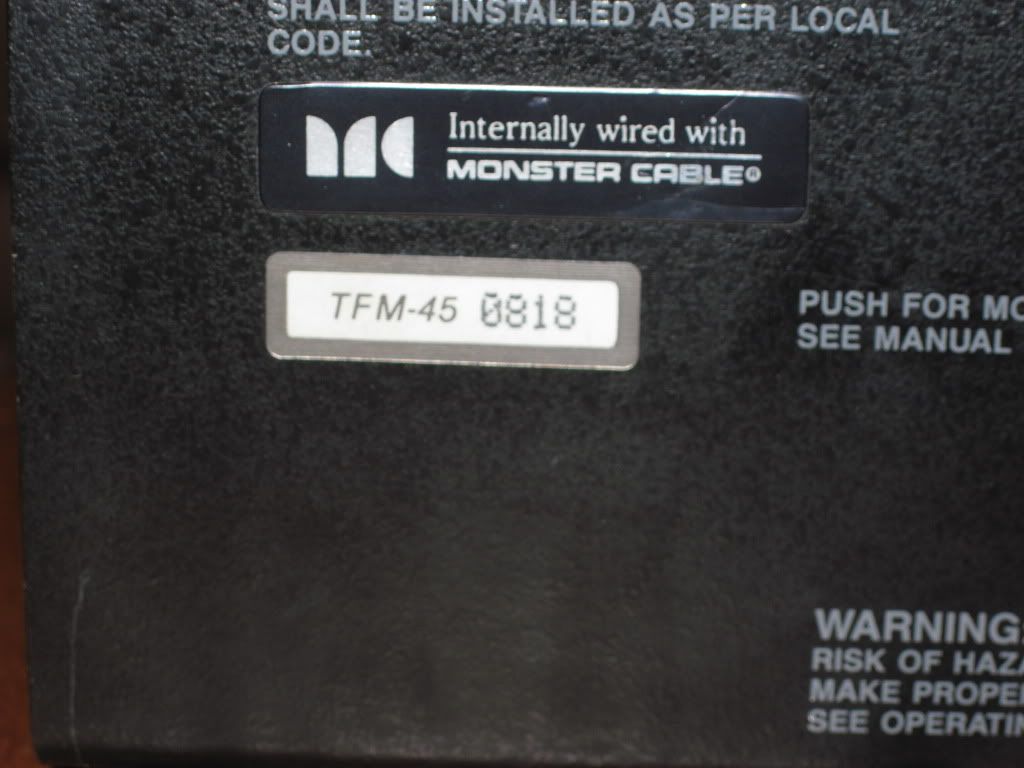 SHALL BE INSTALLED AS PER LOCAL
CODE.
MC Internally wired with
MONSTER CABLE®
TFM-45 0818
PUSH FOR MO
SEE MANUAL
WARNING
RISK OF HAZA
MAKE PROPE
SEE OPERATIN